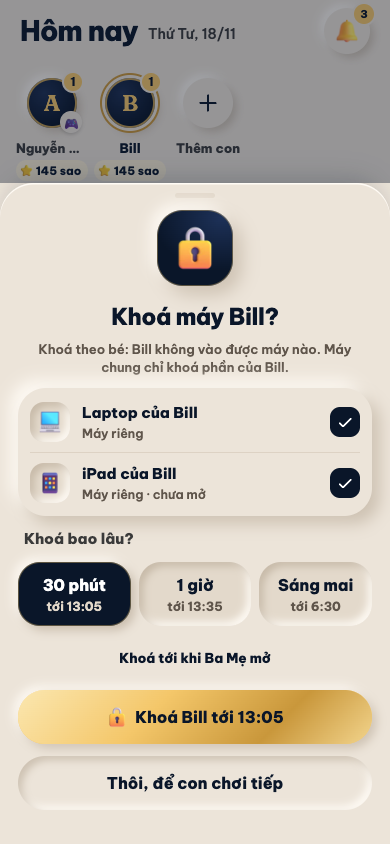 Hôm nay Thứ Tư, 18/11
3
A 1
B 1
Nguyễn ...
Bill
Thêm con
145 sao
145 sao
Khoá máy Bill?
Khoá theo bé: Bill không vào được máy nào. Máy
chung chỉ khoá phần của Bill.
Laptop của Bill
Máy riêng
iPad của Bill
Máy riêng · chưa mở
Khoá bao lâu?
30 phút
tới 13:05
1 giờ
tới 13:35
Sáng mai
tới 6:30
Khoá tới khi Ba Mẹ mở
Khoá Bill tới 13:05
Thôi, để con chơi tiếp